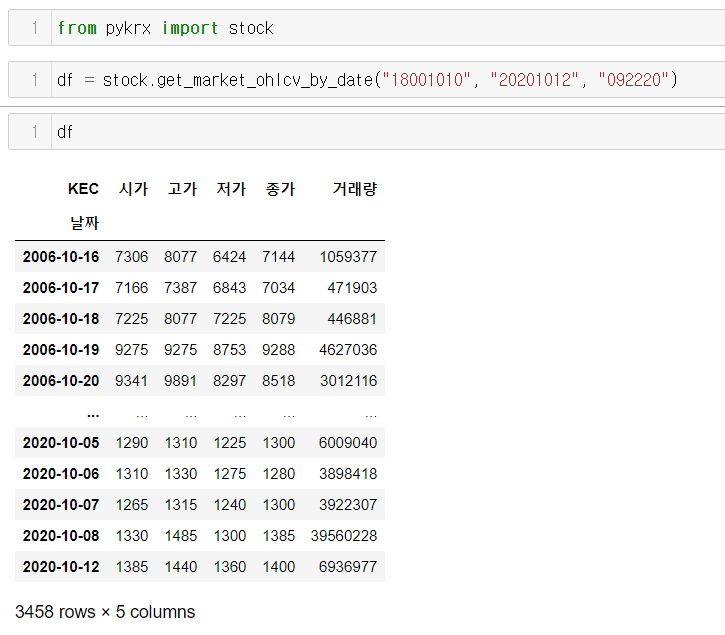 1 from pykrx import stock
1 df = stock.get_market_ohlcv_by_date("18001010", "20201012", "092220")
1 df
KEC 시가 고가 저가 종가 거래량
날짜
2006-10-16 7306 8077 6424 7144 1059377
2006-10-17 7166 7387 6843 7034 471903
2006-10-18 7225 8077 7225 8079 446881
2006-10-19 9275 9275 8753 9288 4627036
2006-10-20 9341 9891 8297 8518 3012116
... ... ... ... ... ...
2020-10-05 1290 1310 1225 1300 6009040
2020-10-06 1310 1330 1275 1280 3898418
2020-10-07 1265 1315 1240 1300 3922307
2020-10-08 1330 1485 1300 1385 39560228
2020-10-12 1385 1440 1360 1400 6936977
3458 rows × 5 columns